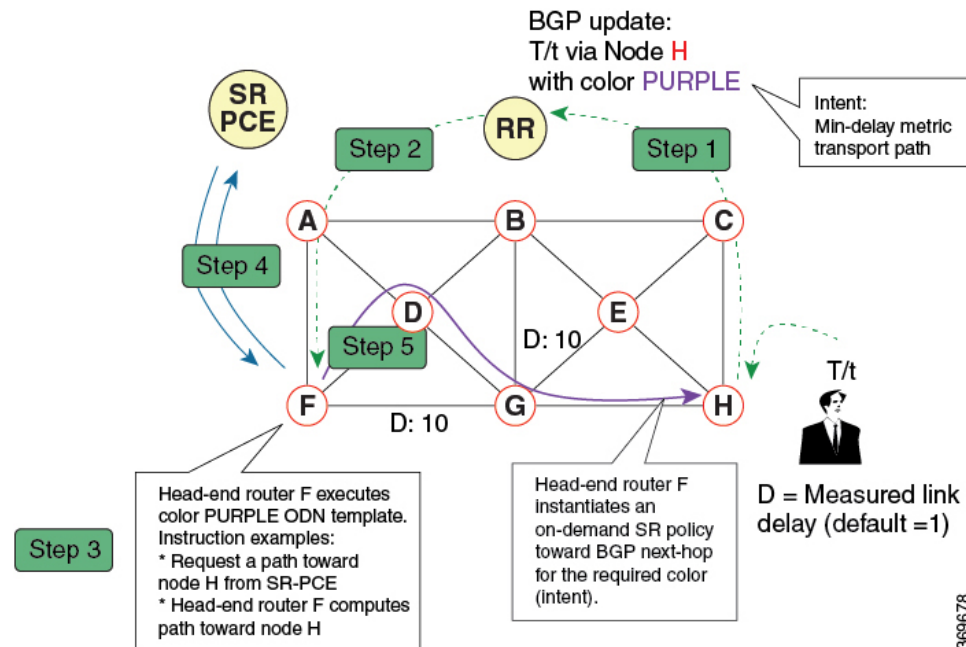 BGP update:
T/t via Node H
with color PURPLE
SR
PCE
RR
Intent:
Min-delay metric
transport path
Step 2
Step 1
A
B
C
Step 4
D
E
Step 5
D: 10
T/t
F
G
H
D: 10
D = Measured link
delay (default =1)
Step 3
Head-end router F executes
color PURPLE ODN template.
Instruction examples:
* Request a path toward
node H from SR-PCE
* Head-end router F computes
path toward node H
Head-end router F
instantiates an
on-demand SR policy
toward BGP next-hop
for the required color
(intent).
369678